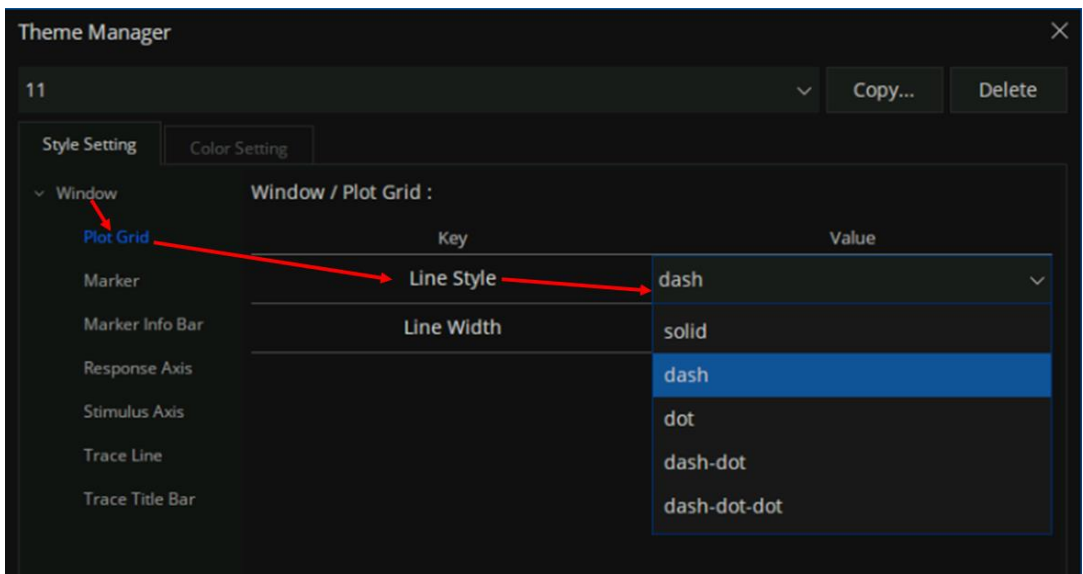 Theme Manager
11
Copy...
Delete
Style Setting
Color Setting
Window
Plot Grid
Marker
Marker Info Bar
Response Axis
Stimulus Axis
Trace Line
Trace Title Bar
Window / Plot Grid :
Key Value
Line Style dash
Line Width
solid
dash
dot
dash-dot
dash-dot-dot